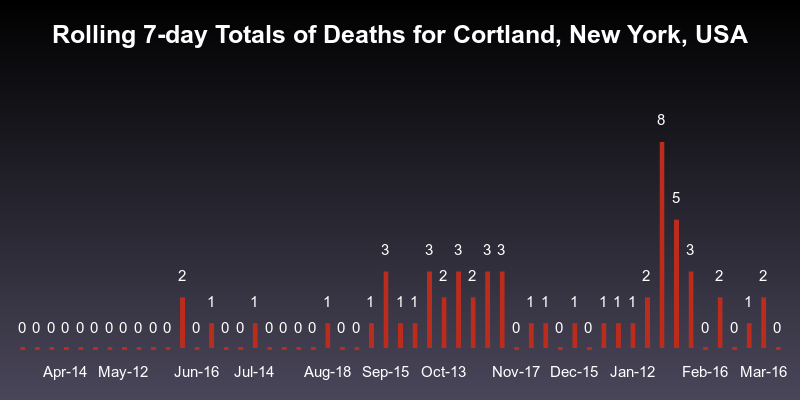 Rolling 7-day Totals of Deaths for Cortland, New York, USA
8
5
3 3 3 3 3 3
2 2 2 2 2 2
1 1 1 1 1 1 1 1 1 1 1 1 1
0 0 0 0 0 0 0 0 0 0 0 0 0 0 0 0 0 0 0 0 0 0 0 0 0 0
Apr-14 May-12 Jun-16 Jul-14 Aug-18 Sep-15 Oct-13 Nov-17 Dec-15 Jan-12 Feb-16 Mar-16